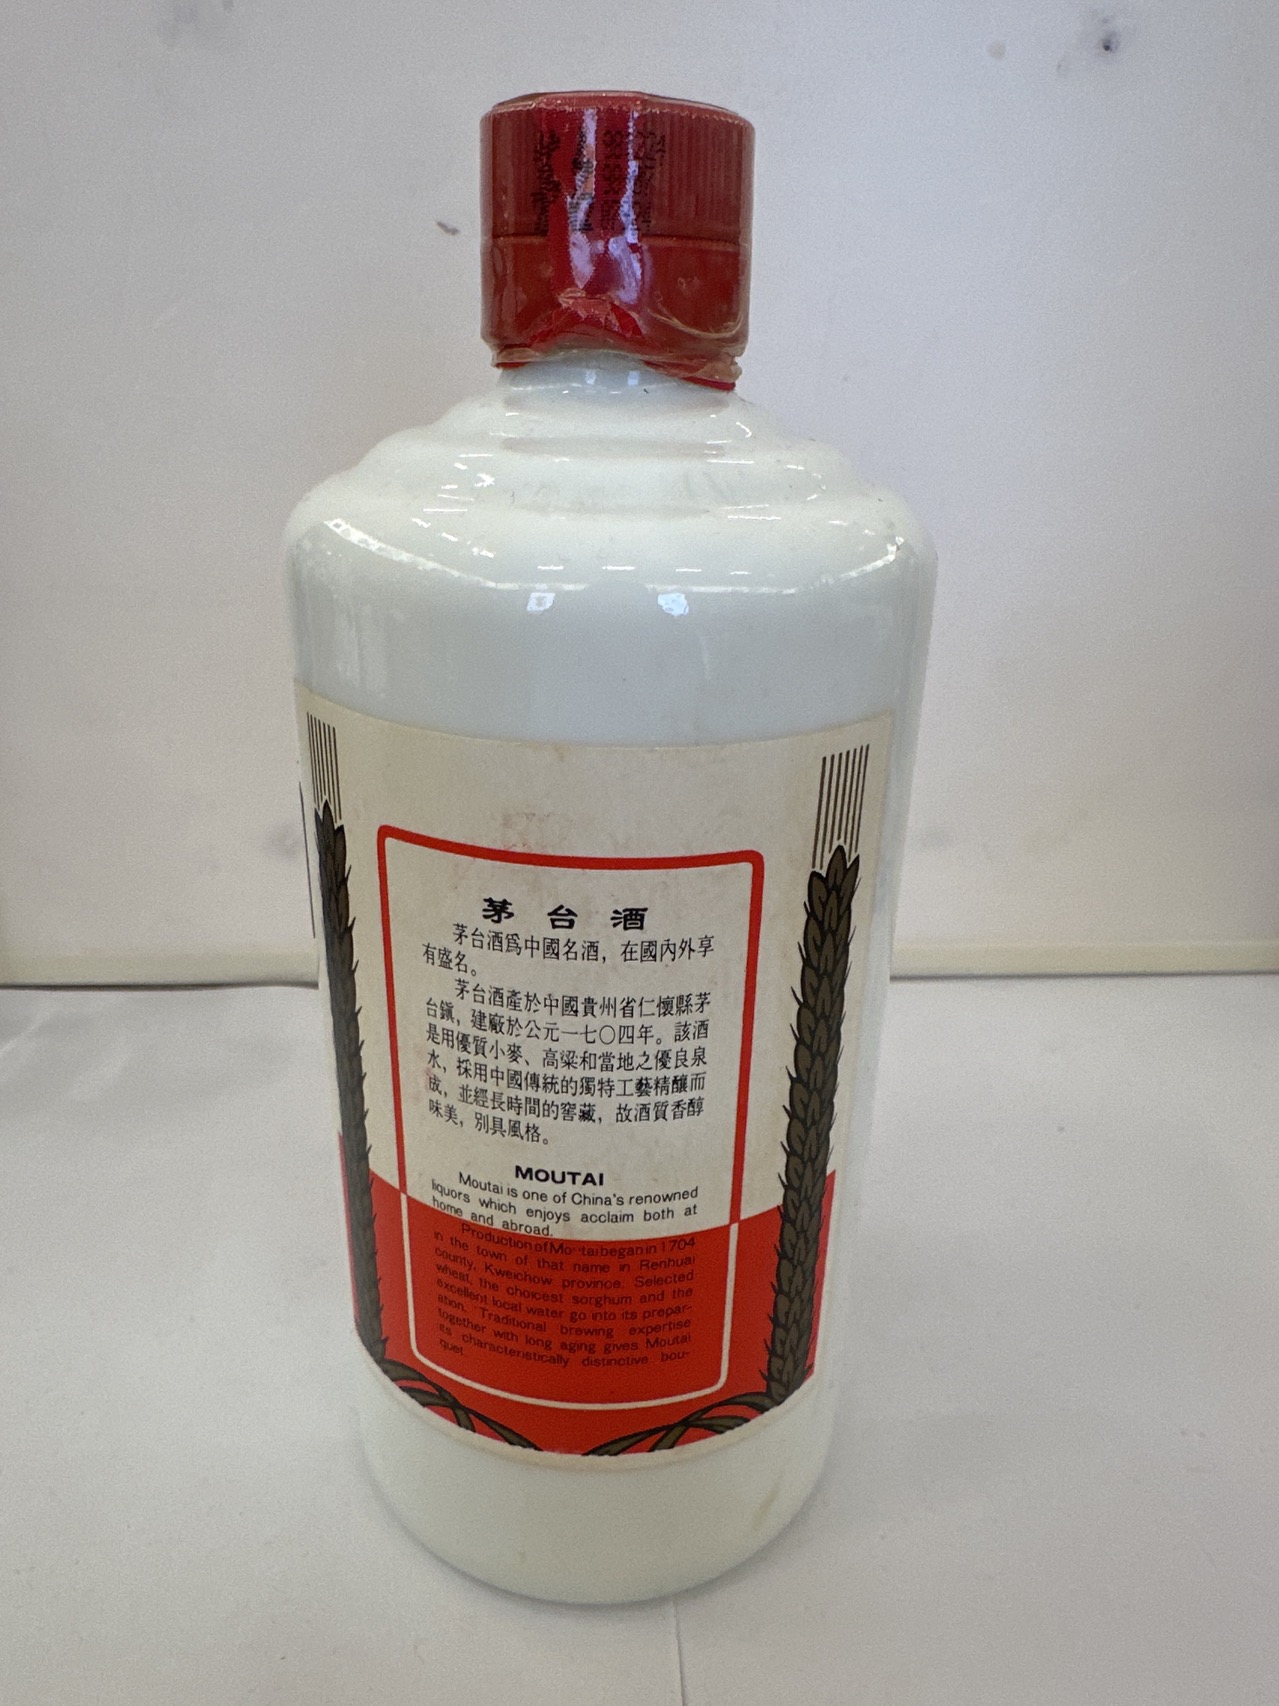 茅台酒
茅台酒爲中國名酒，在國內外享
有盛名。
茅台酒產於中國貴州省仁懷縣茅
台鎮，建廠於公元一七〇四年。該酒
是用優質小麥、高粱和當地之優良泉
水，採用中國傳統的獨特工藝精釀而
成，並經長時間的窖藏，故酒質香醇
味美，別具風格。
MOUTAI
Moutai is one of China's renowned
liquors which enjoys acclaim both at
home and abroad.
Production of Moutai began in 1704
in the town of that name in Renhuai
county, Kweichow province. Selected
wheat, the choicest sorghum and the
excellent local water go into its prepar-
ation. Traditional brewing expertise
together with long aging gives Moutai
its characteristically distinctive bou-
quet.